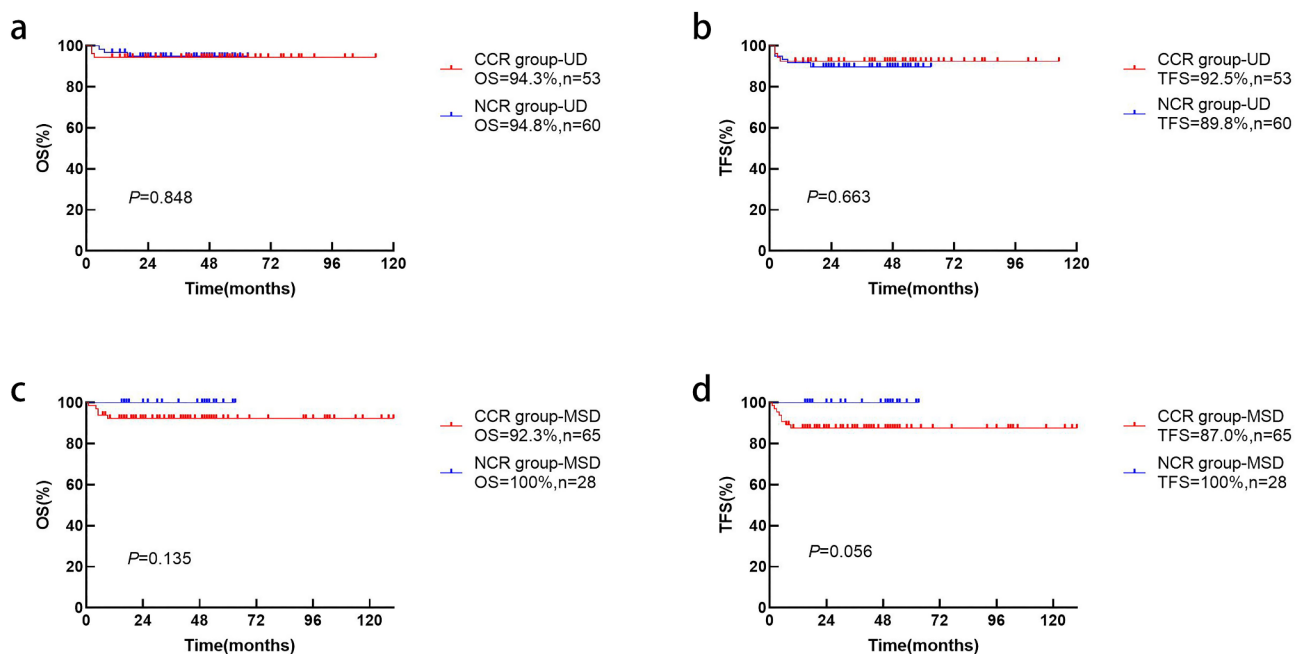 a
100
80
60
40
20
0
OS(%)
P=0.848
0 24 48 72 96 120
Time(months)
CCR group-UD
OS=94.3%,n=53
NCR group-UD
OS=94.8%,n=60
b
100
80
60
40
20
0
TFS(%)
P=0.663
0 24 48 72 96 120
Time(months)
CCR group-UD
TFS=92.5%,n=53
NCR group-UD
TFS=89.8%,n=60
c
100
80
60
40
20
0
OS(%)
P=0.135
0 24 48 72 96 120
Time(months)
CCR group-MSD
OS=92.3%,n=65
NCR group-MSD
OS=100%,n=28
d
100
80
60
40
20
0
TFS(%)
P=0.056
0 24 48 72 96 120
Time(months)
CCR group-MSD
TFS=87.0%,n=65
NCR group-MSD
TFS=100%,n=28